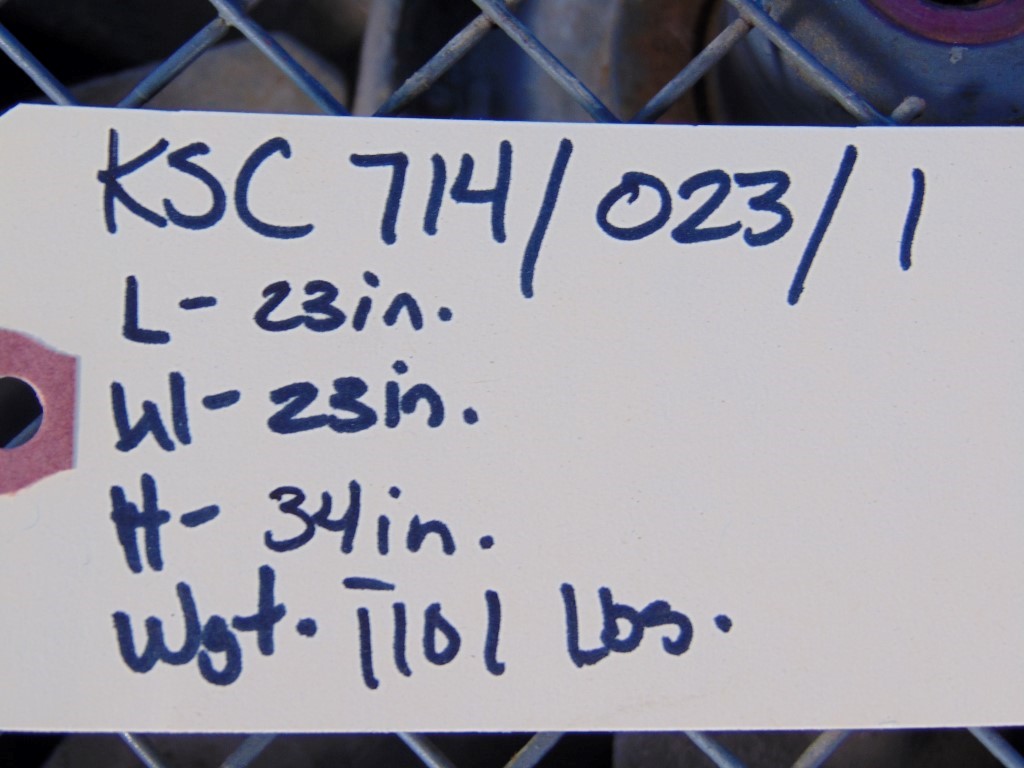 KSC 714/023/1
L- 23in.
W- 23in.
H- 34in.
Wgt. 1101 Lbs.